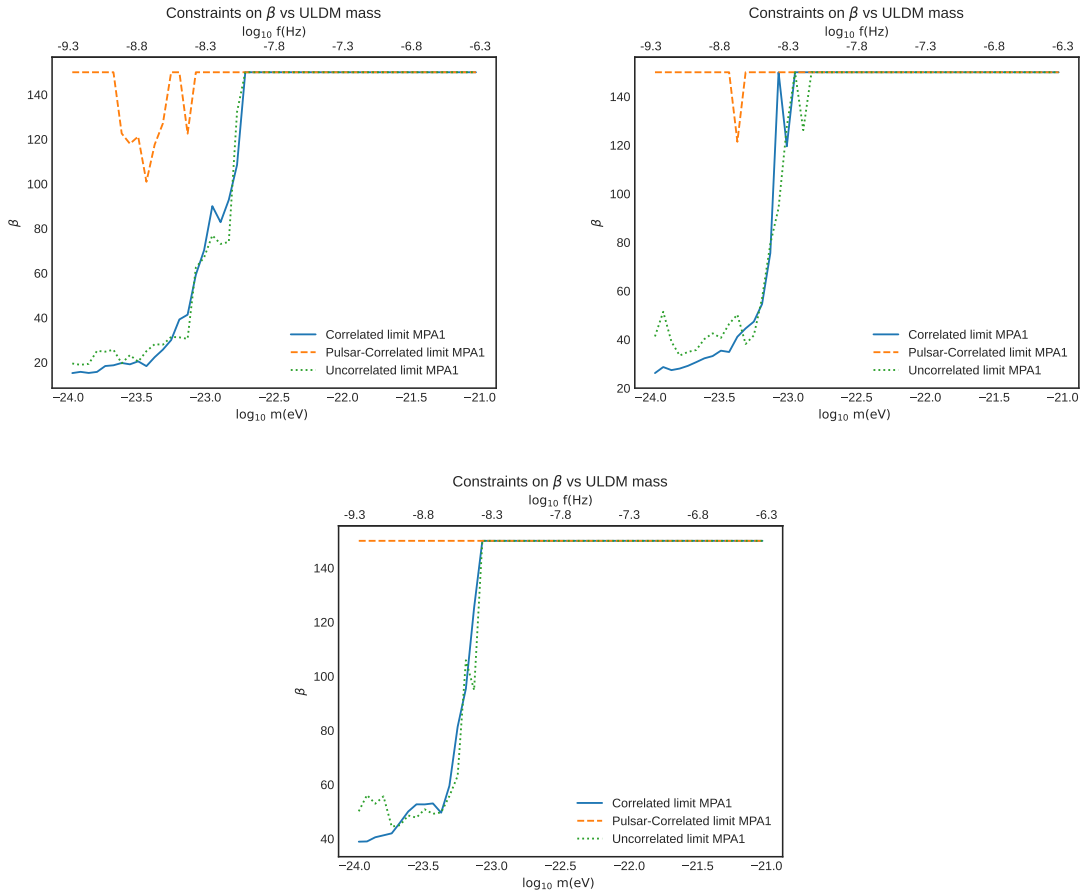 Constraints on β vs ULDM mass
log₁₀ f(Hz)
-9.3 -8.8 -8.3 -7.8 -7.3 -6.8 -6.3
140
120
100
80
60
40
20
β
Correlated limit MPA1
Pulsar-Correlated limit MPA1
Uncorrelated limit MPA1
−24.0 −23.5 −23.0 −22.5 −22.0 −21.5 −21.0
log₁₀ m(eV)
Constraints on β vs ULDM mass
log₁₀ f(Hz)
-9.3 -8.8 -8.3 -7.8 -7.3 -6.8 -6.3
140
120
100
80
60
40
20
β
Correlated limit MPA1
Pulsar-Correlated limit MPA1
Uncorrelated limit MPA1
−24.0 −23.5 −23.0 −22.5 −22.0 −21.5 −21.0
log₁₀ m(eV)
Constraints on β vs ULDM mass
log₁₀ f(Hz)
-9.3 -8.8 -8.3 -7.8 -7.3 -6.8 -6.3
140
120
100
80
60
40
β
Correlated limit MPA1
Pulsar-Correlated limit MPA1
Uncorrelated limit MPA1
−24.0 −23.5 −23.0 −22.5 −22.0 −21.5 −21.0
log₁₀ m(eV)